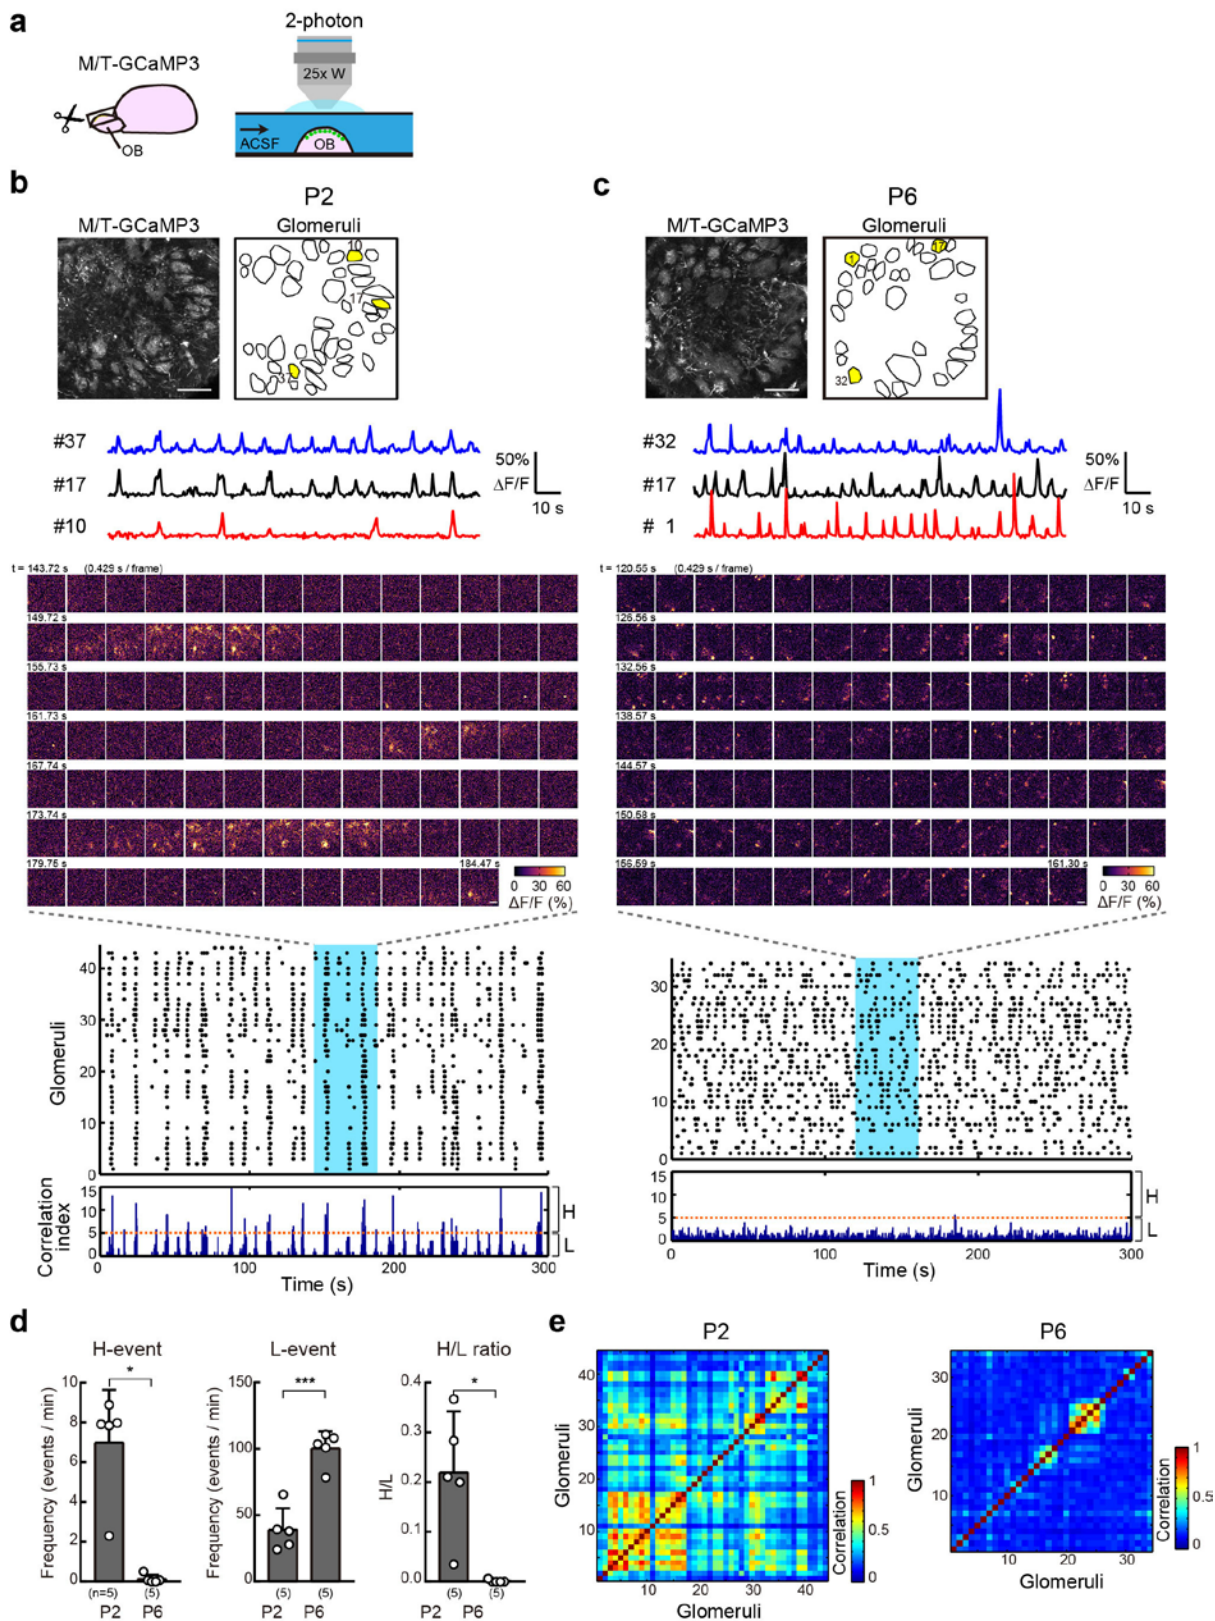 a
2-photon
M/T-GCaMP3
25x W
ACSF
OB
OB
b
P2
M/T-GCaMP3
Glomeruli
10
17
37
#37
#17
#10
50%
ΔF/F
10 s
c
P6
M/T-GCaMP3
Glomeruli
1
17
32
#32
#17
# 1
50%
ΔF/F
10 s
t = 143.72 s (0.429 s / frame)
149.72 s
155.73 s
161.73 s
167.74 s
173.74 s
179.75 s
184.47 s
0 30 60
ΔF/F (%)
t = 120.55 s (0.429 s / frame)
126.56 s
132.56 s
138.57 s
144.57 s
150.58 s
156.59 s
161.30 s
0 30 60
ΔF/F (%)
Glomeruli
40
30
20
10
0
Correlation
index
15
10
5
0
H
L
0 100 200 300
Time (s)
30
20
10
0
15
10
5
0
H
L
0 100 200 300
Time (s)
d
H-event
*
Frequency (events / min)
10
8
6
4
2
0
(n=5) (5)
P2 P6
L-event
***
Frequency (events / min)
150
100
50
0
(5) (5)
P2 P6
H/L ratio
*
H/L
0.4
0.3
0.2
0.1
0.0
(5) (5)
P2 P6
e
P2
Glomeruli
40
30
20
10
10 20 30 40
Glomeruli
Correlation
1
0.5
0
P6
Glomeruli
30
20
10
10 20 30
Glomeruli
Correlation
1
0.5
0